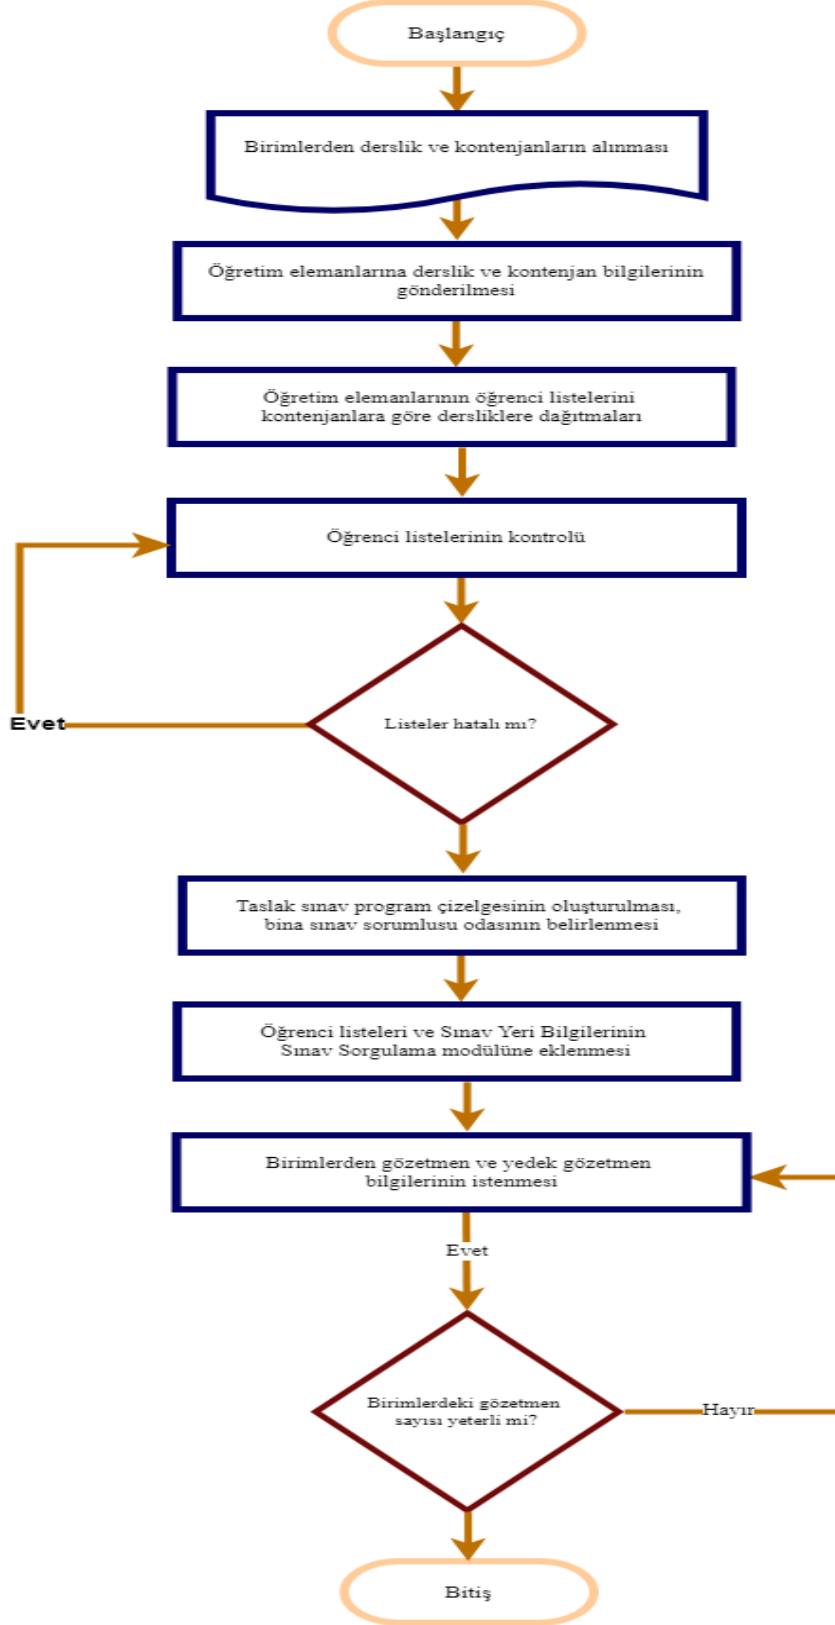 Başlangıç
Birimlerden derslik ve kontenjanların alınması
Öğretim elemanlarına derslik ve kontenjan bilgilerinin
gönderilmesi
Öğretim elemanlarının öğrenci listelerini
kontenjanlara göre dersliklere dağıtmaları
Öğrenci listelerinin kontrolü
Listeler hatalı mı?
Evet
Taslak sınav program çizelgesinin oluşturulması,
bina sınav sorumlusu odasının belirlenmesi
Öğrenci listeleri ve Sınav Yeri Bilgilerinin
Sınav Sorgulama modülüne eklenmesi
Birimlerden gözetmen ve yedek gözetmen
bilgilerinin istenmesi
Evet
Birimlerdeki gözetmen
sayısı yeterli mi?
Hayır
Bitiş